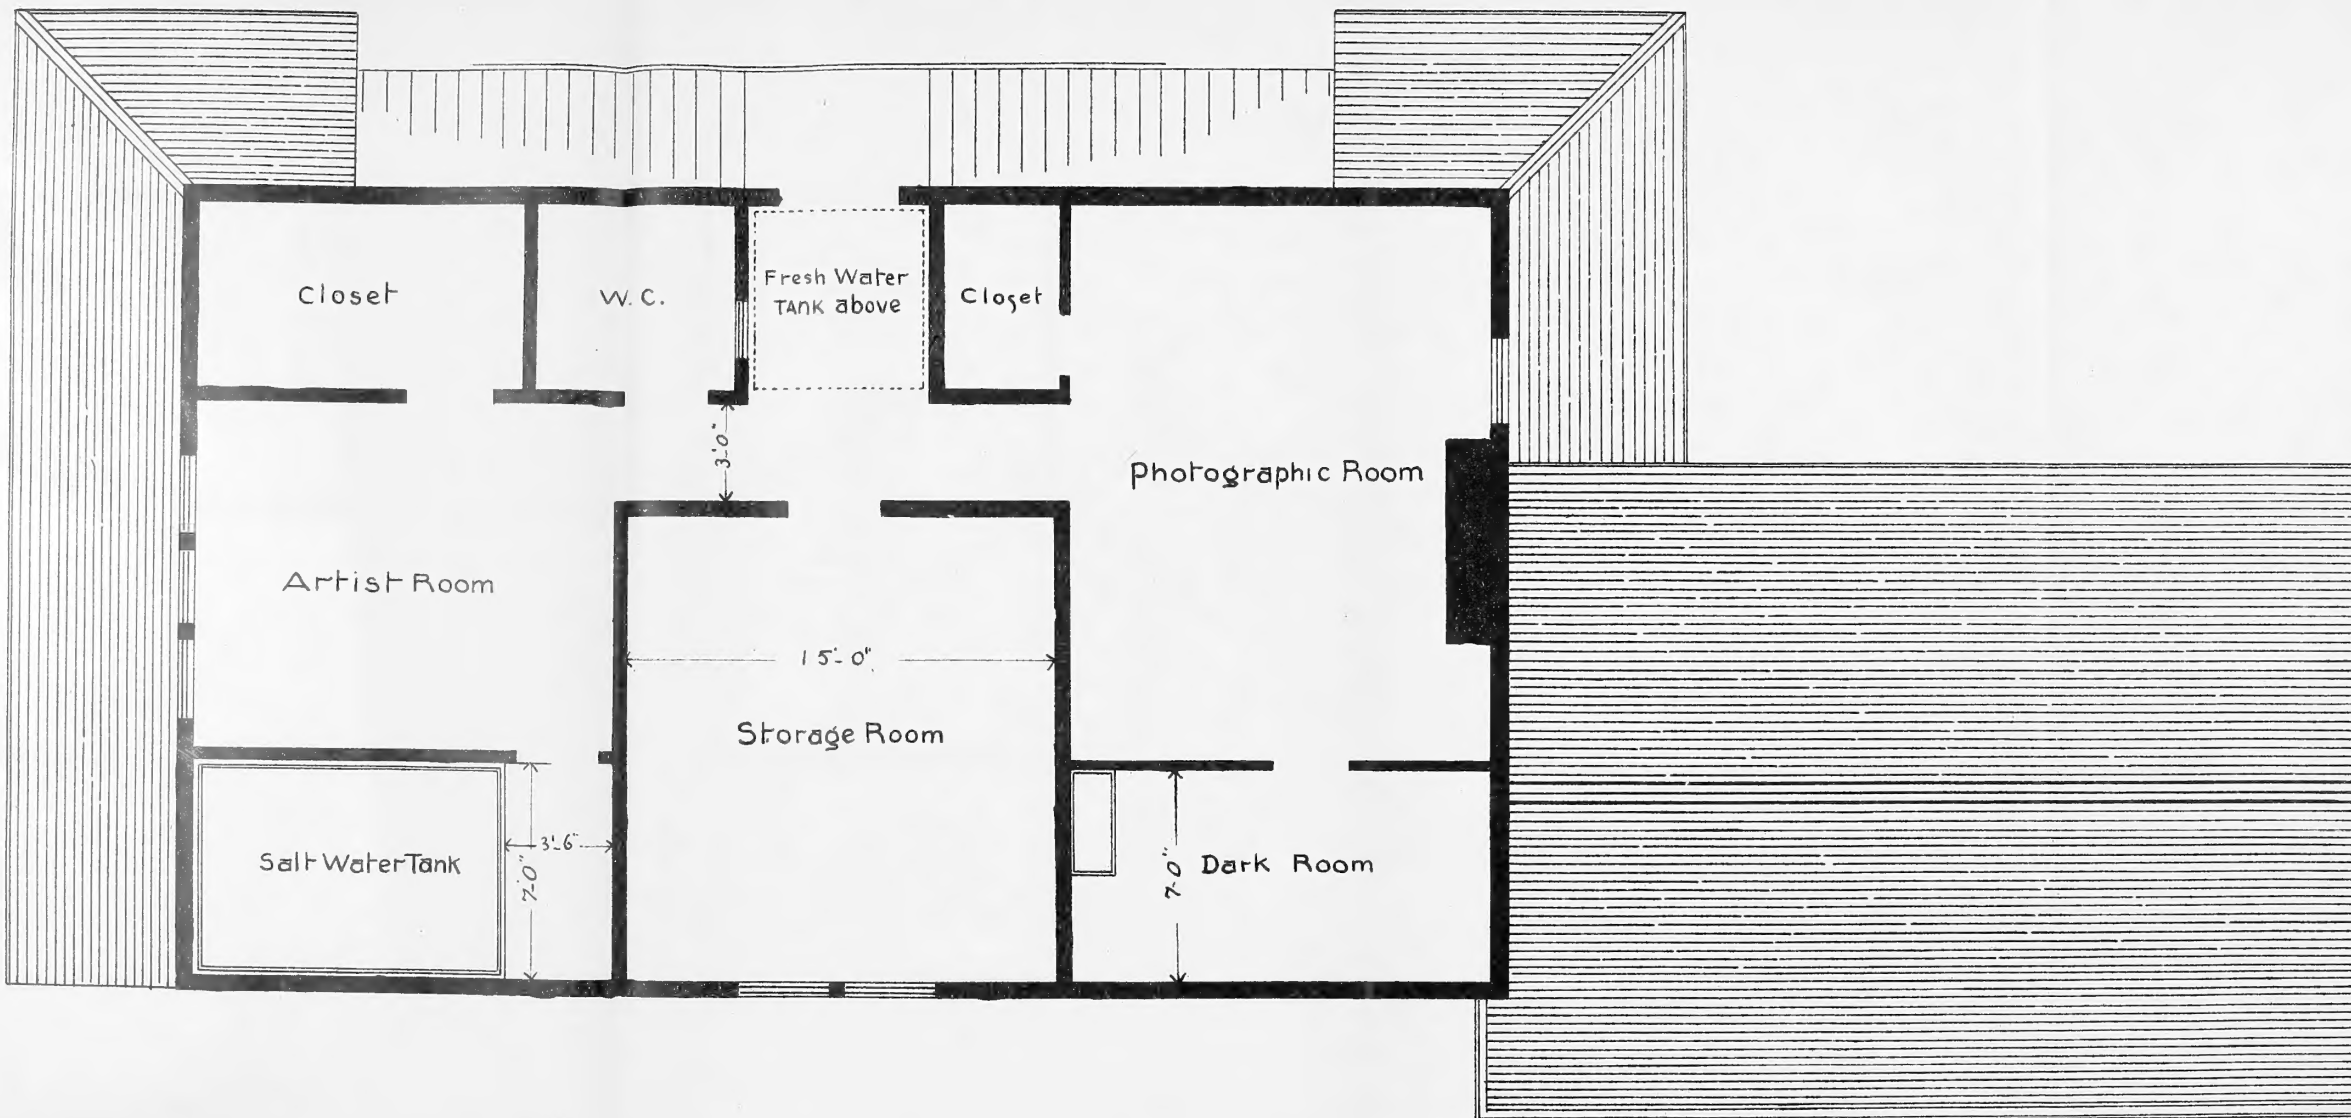 Closet
W. C.
Fresh Water
TANK above
Closet
3'-0"
Photographic Room
Artist Room
15'-0"
Storage Room
Salt Water Tank
3'-6"
7'-0"
7'-0"
Dark Room